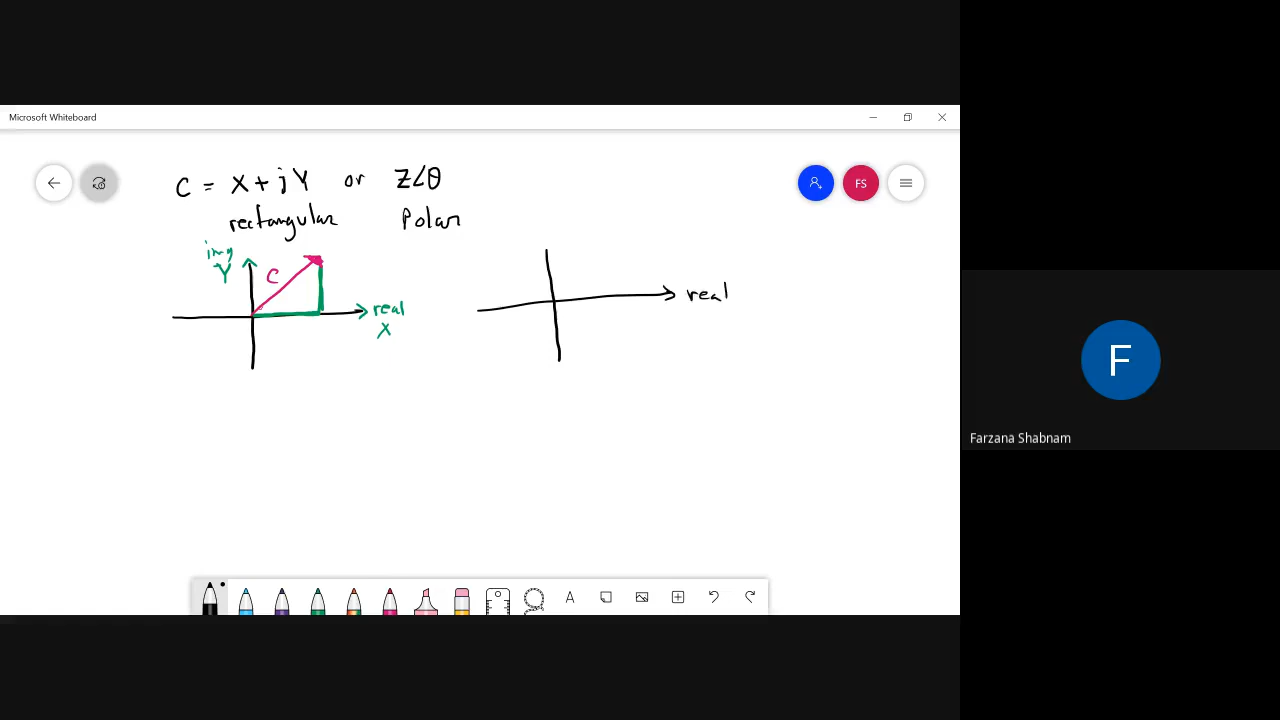 Microsoft Whiteboard
C = X + jY or Z∠θ
rectangular Polar
FS
img
Y
C
real
X
real
F
Farzana Shabnam
A